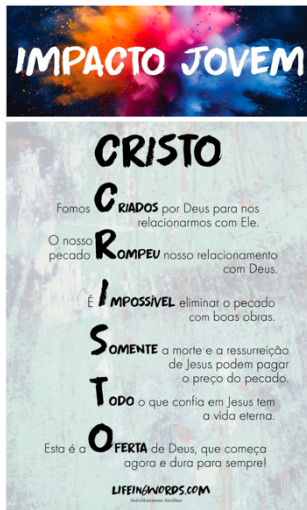 IMPACTO JOVEM
CRISTO
Fomos CRIADOS por Deus para nos
relacionarmos com Ele.
O nosso
pecado ROMPEU nosso relacionamento
com Deus.
É IMPOSSÍVEL eliminar o pecado
com boas obras.
SOMENTE a morte e a ressurreição
de Jesus podem pagar
o preço do pecado.
TODO o que confia em Jesus tem
a vida eterna.
Esta é a OFERTA de Deus, que começa
agora e dura para sempre!
LIFEIN6WORDS.COM